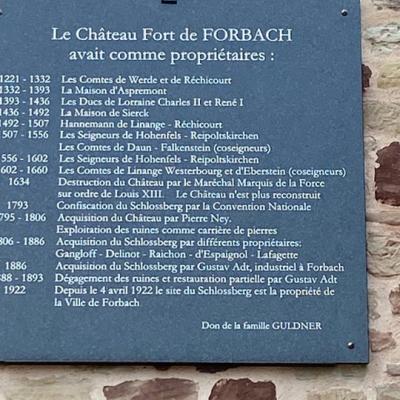 Le Château Fort de FORBACH
avait comme propriétaires :
1221 - 1332 Les Comtes de Werde et de Réchicourt
1332 - 1393 La Maison d'Aspremont
1393 - 1436 Les Ducs de Lorraine Charles II et René I
1436 - 1492 La Maison de Sierck
1492 - 1507 Hannemann de Linange - Réchicourt
507 - 1556 Les Seigneurs de Hohenfels - Reipoltskirchen
Les Comtes de Daun - Falkenstein (coseigneurs)
556 - 1602 Les Seigneurs de Hohenfels - Reipoltskirchen
602 - 1660 Les Comtes de Linange Westerbourg et d'Eberstein (coseigneurs)
1634 Destruction du Château par le Maréchal Marquis de la Force
sur ordre de Louis XIII. Le Château n'est plus reconstruit
1793 Confiscation du Schlossberg par la Convention Nationale
795 - 1806 Acquisition du Château par Pierre Ney.
Exploitation des ruines comme carrière de pierres
806 - 1886 Acquisition du Schlossberg par différents propriétaires:
Gangloff - Delinot - Raichon - d'Espaignol - Lafagette
1886 Acquisition du Schlossberg par Gustav Adt, industriel à Forbach
888 - 1893 Dégagement des ruines et restauration partielle par Gustav Adt
1922 Depuis le 4 avril 1922 le site du Schlossberg est la propriété de
la Ville de Forbach
Don de la famille GULDNER